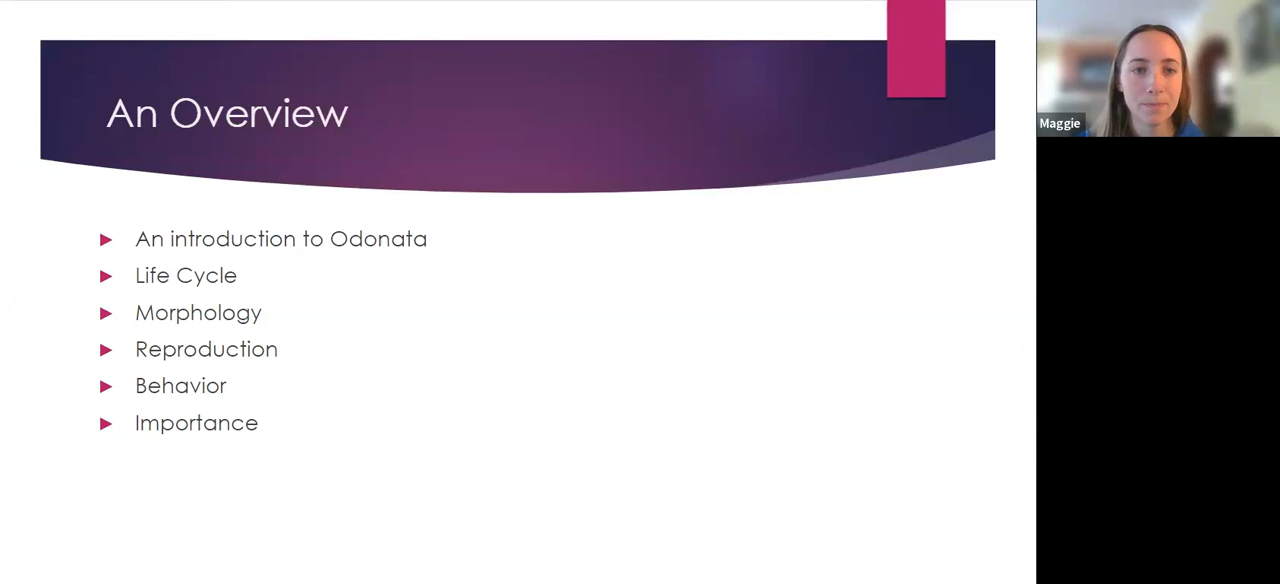 An Overview
An introduction to Odonata
Life Cycle
Morphology
Reproduction
Behavior
Importance
Maggie